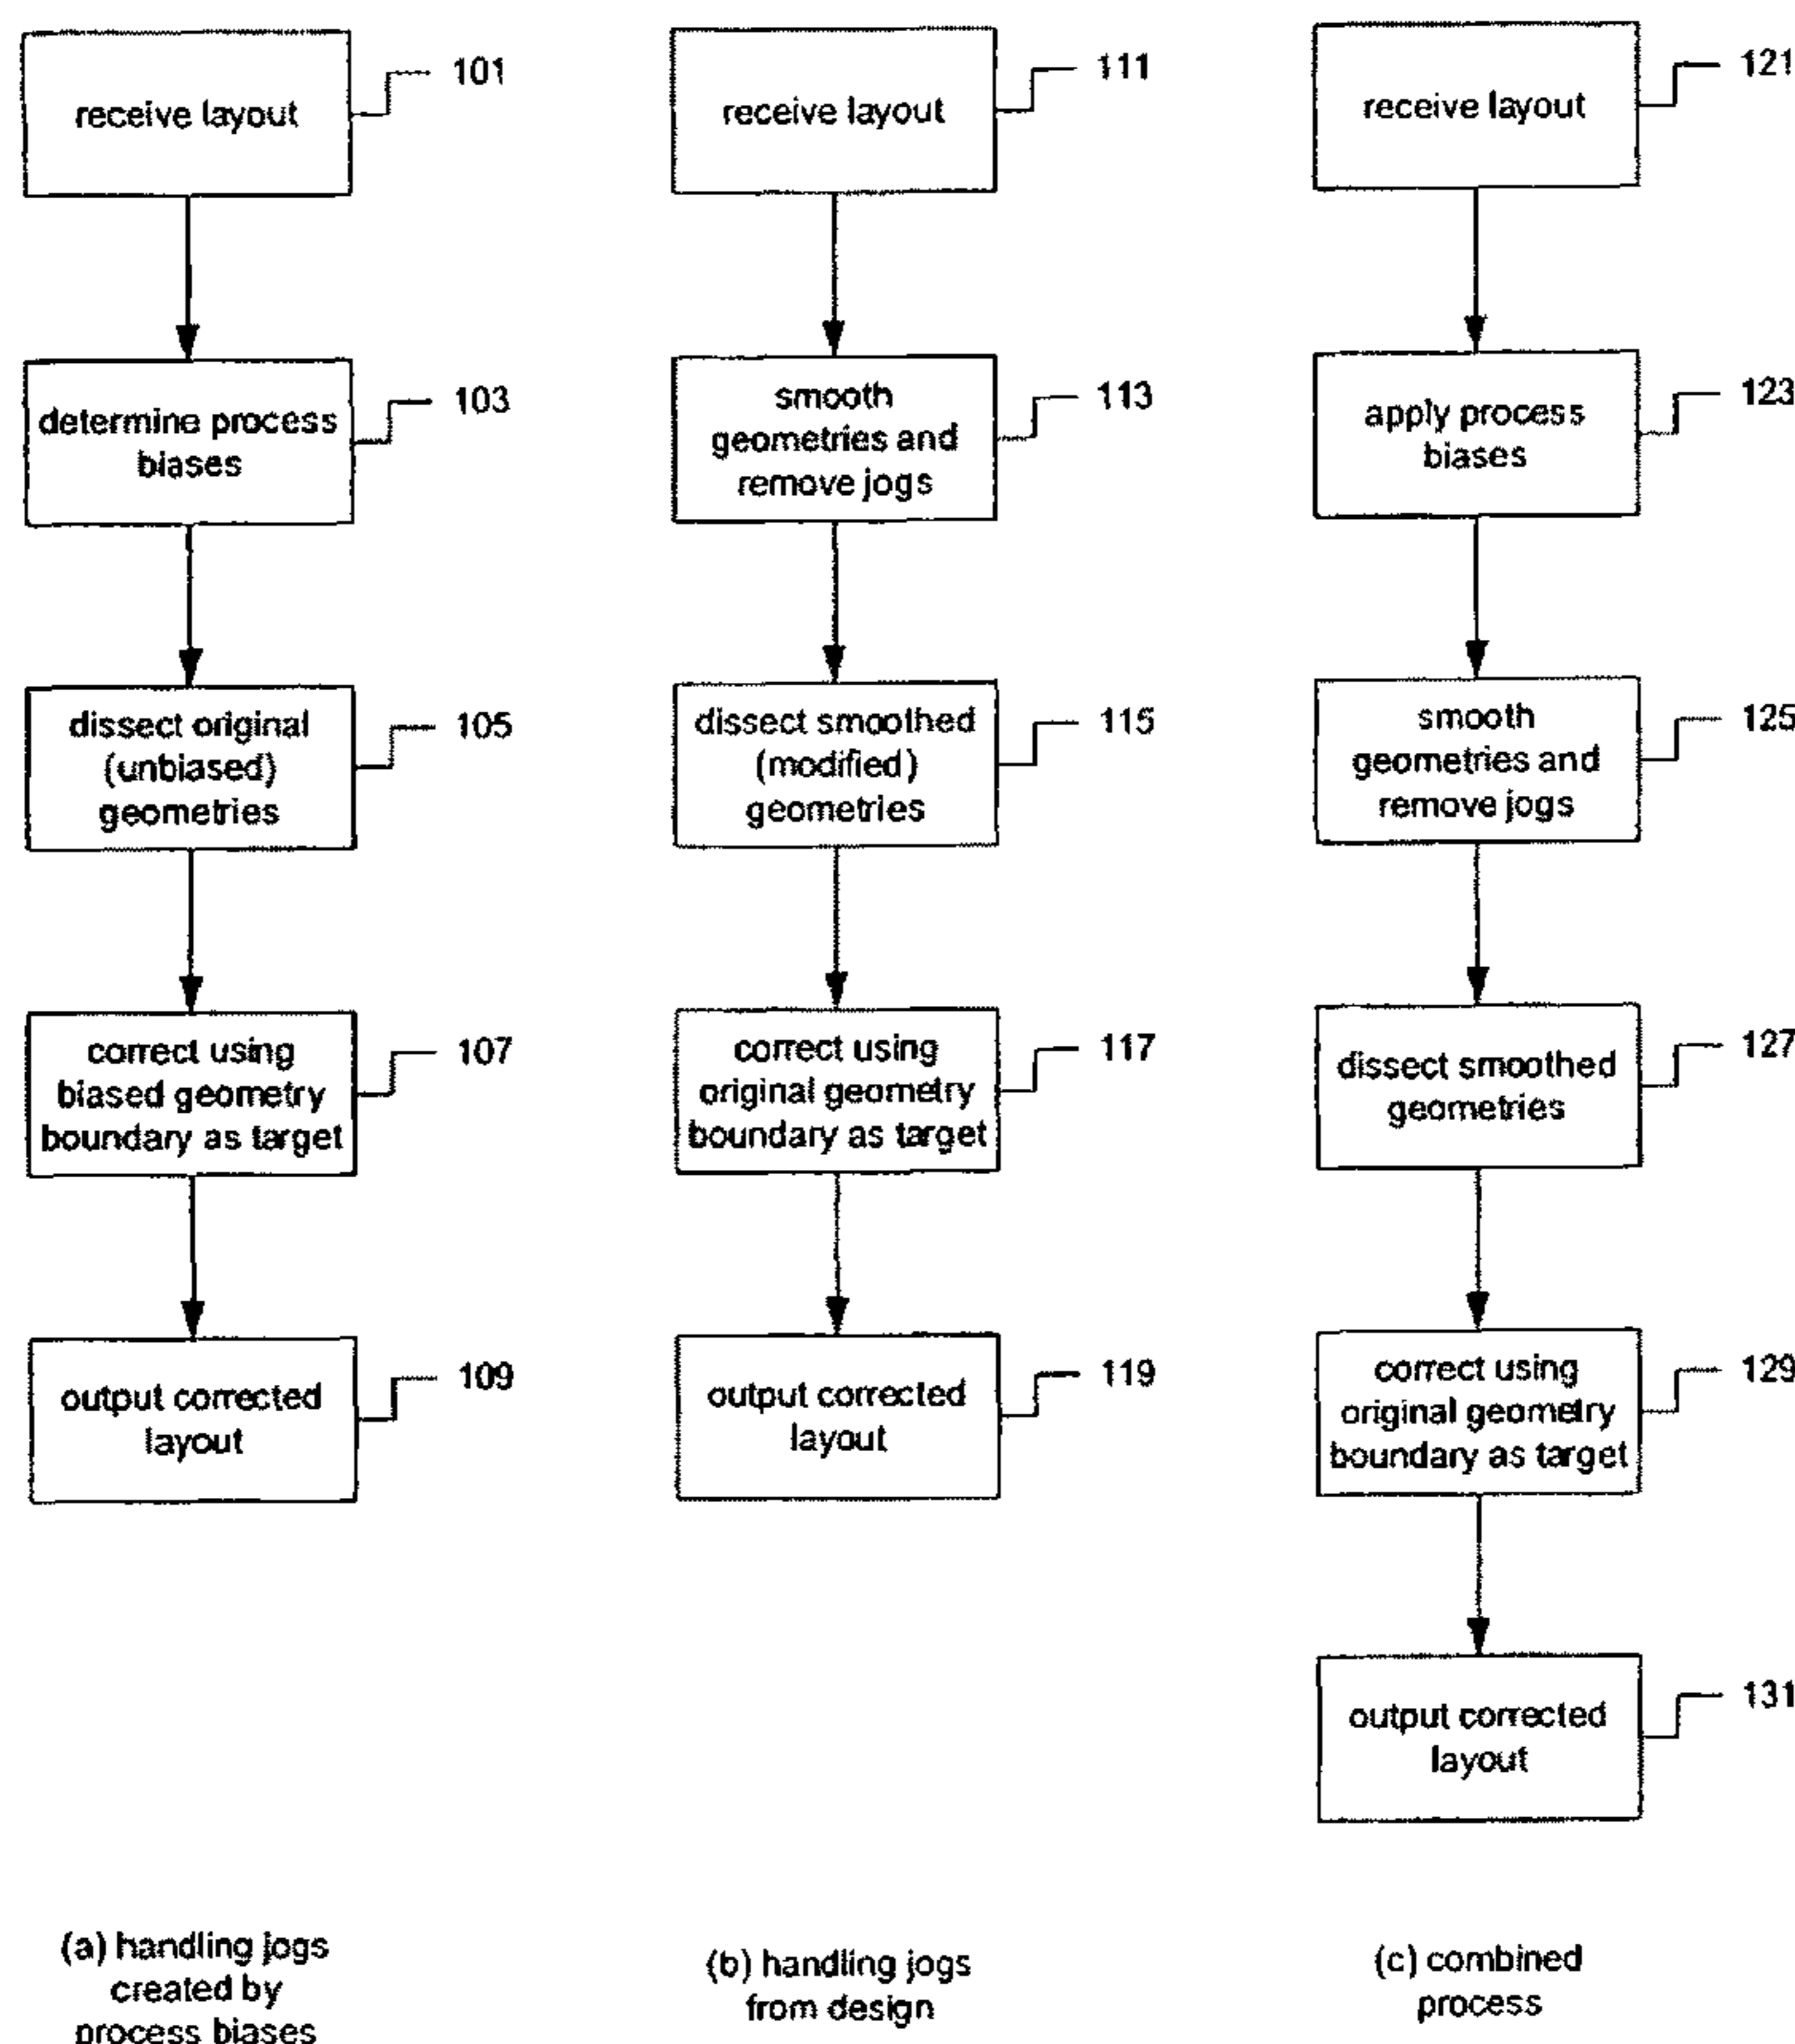 receive layout
101
determine process
biases
103
dissect original
(unbiased)
geometries
105
correct using
biased geometry
boundary as target
107
output corrected
layout
109
(a) handling jogs
created by
process biases
receive layout
111
smooth
geometries and
remove jogs
113
dissect smoothed
(modified)
geometries
115
correct using
original geometry
boundary as target
117
output corrected
layout
119
(b) handling jogs
from design
receive layout
121
apply process
biases
123
smooth
geometries and
remove jogs
125
dissect smoothed
geometries
127
correct using
original geometry
boundary as target
129
output corrected
layout
131
(c) combined
process